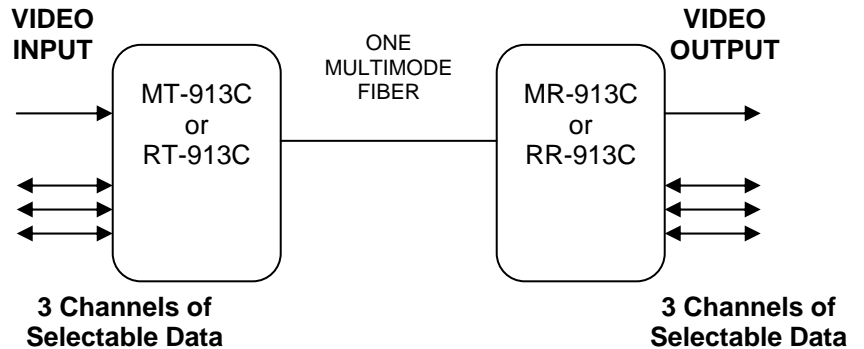 VIDEO
INPUT
ONE
MULTIMODE
FIBER
VIDEO
OUTPUT
MT-913C
or
RT-913C
MR-913C
or
RR-913C
3 Channels of
Selectable Data
3 Channels of
Selectable Data